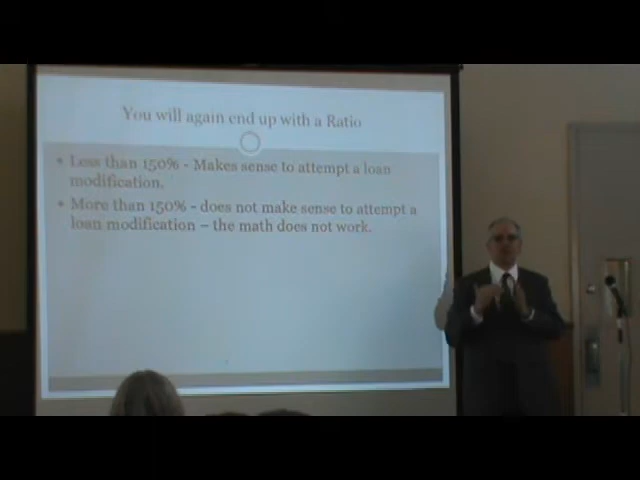 You will again end up with a Ratio
• Less than 150% - Makes sense to attempt a loan
modification.
• More than 150% - does not make sense to attempt a
loan modification – the math does not work.